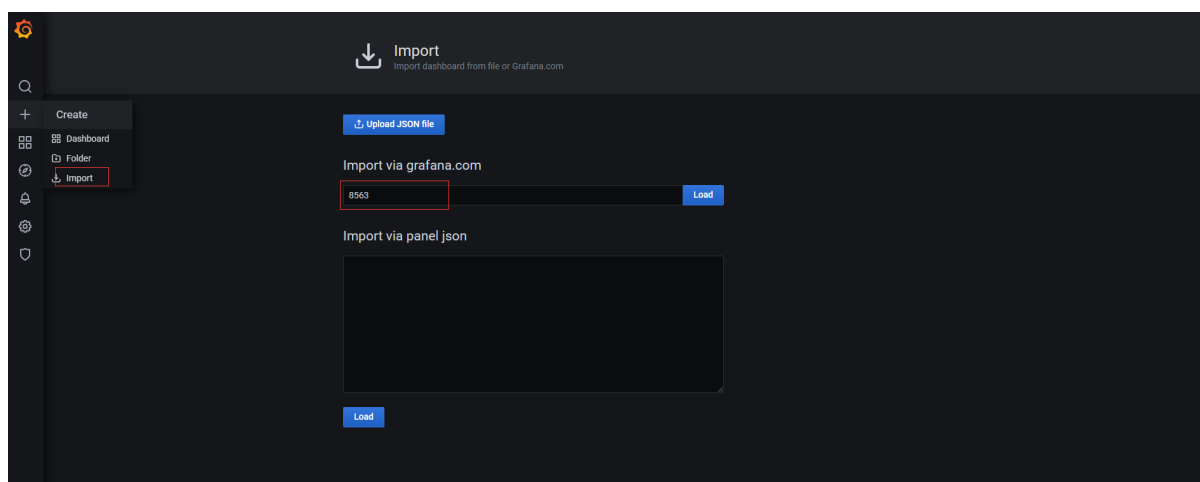 Import
Import dashboard from file or Grafana.com
Create
Dashboard
Folder
Import
Upload JSON file
Import via grafana.com
8563
Load
Import via panel json
Load